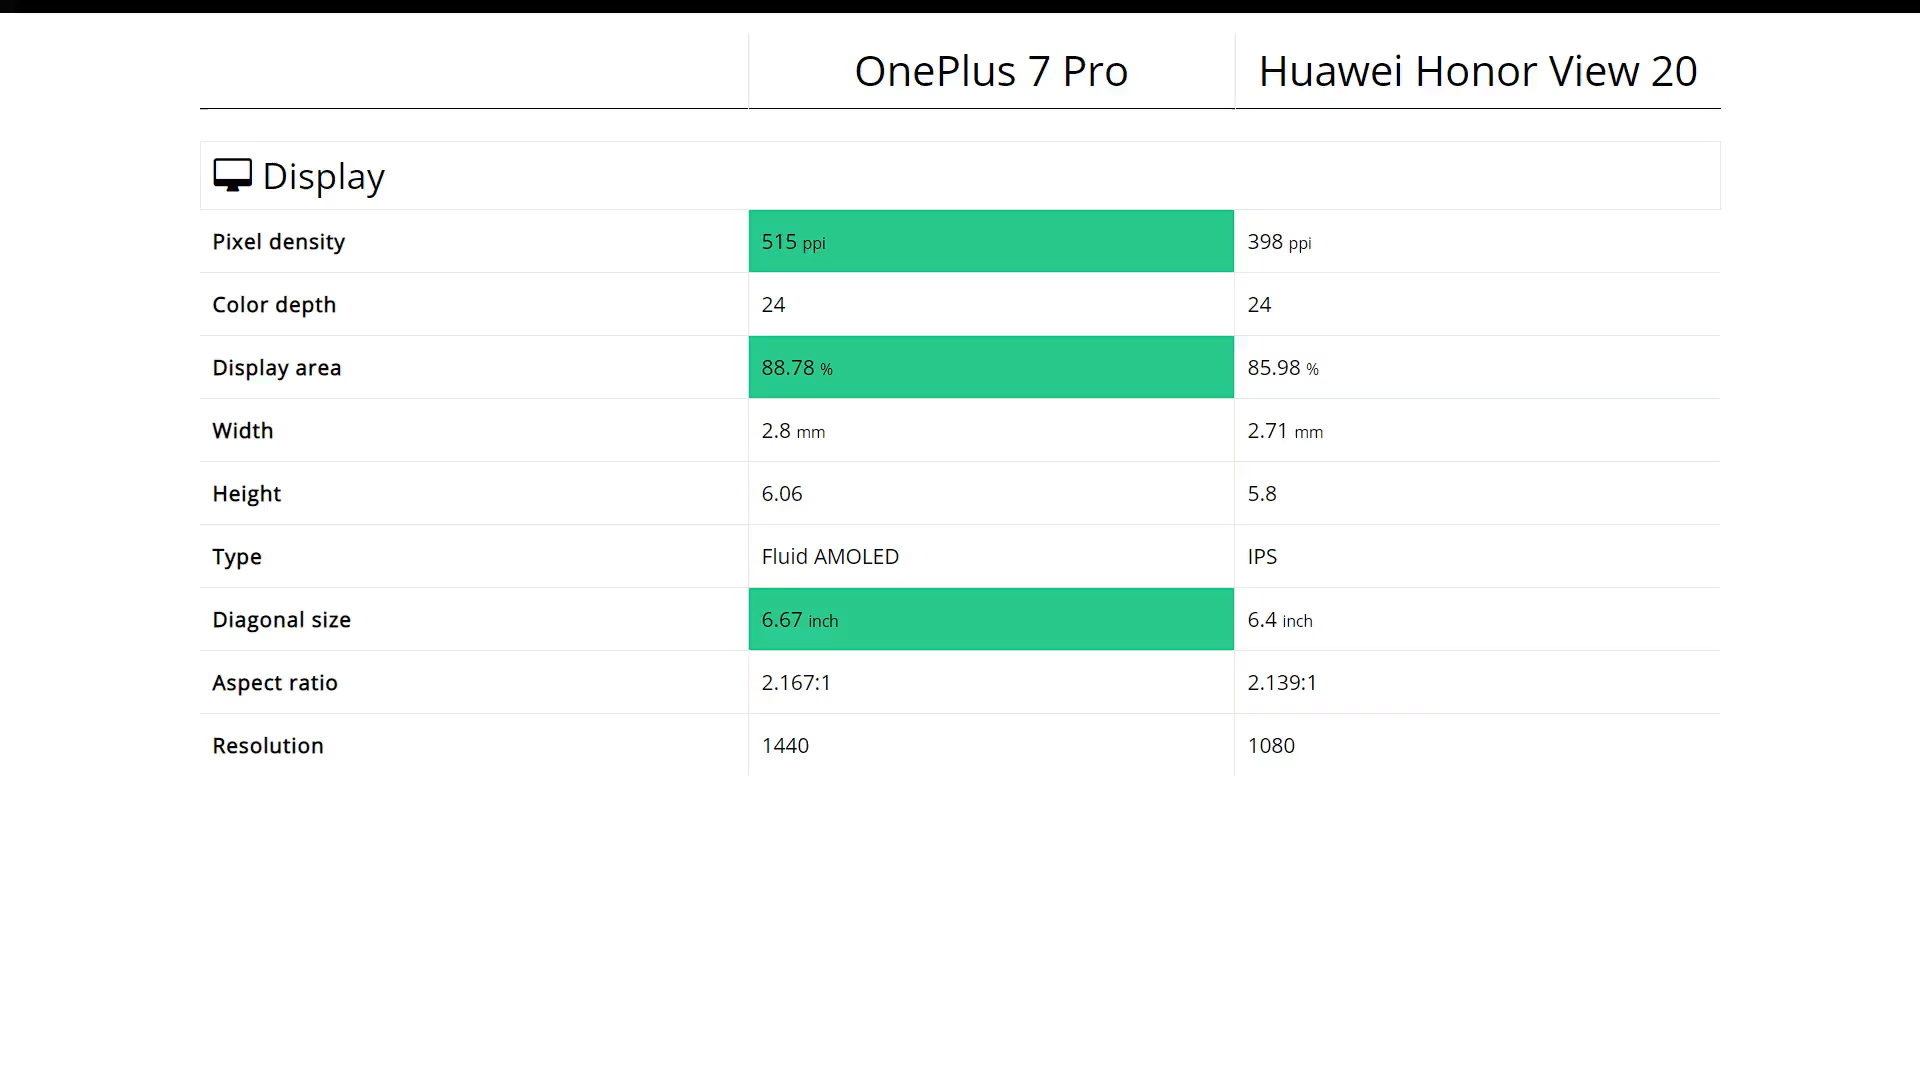 OnePlus 7 Pro Huawei Honor View 20
Display
Pixel density 515 ppi 398 ppi
Color depth 24 24
Display area 88.78 % 85.98 %
Width 2.8 mm 2.71 mm
Height 6.06 5.8
Type Fluid AMOLED IPS
Diagonal size 6.67 inch 6.4 inch
Aspect ratio 2.167:1 2.139:1
Resolution 1440 1080